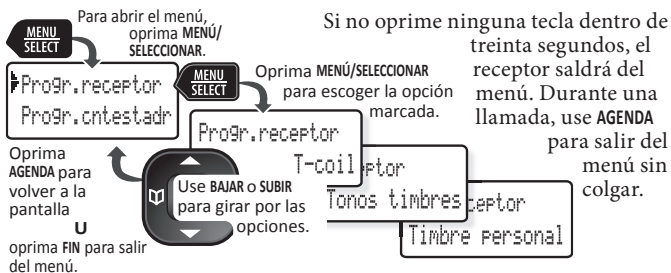 Para abrir el menú,
oprima MENÚ/
SELECCIONAR.
MENU
SELECT
▶Progr.receptor
Progr.cntestadr
MENU
SELECT
Oprima MENÚ/SELECCIONAR
para escoger la opción
marcada.
Progr.receptor
T-coil
eptor
Tonos timbres
ceptor
Timbre personal
Oprima
AGENDA para
volver a la
pantalla
U
oprima FIN para salir
del menú.
Use BAJAR o SUBIR
para girar por las
opciones.
Si no oprime ninguna tecla dentro de
treinta segundos, el
receptor saldrá del
menú. Durante una
llamada, use AGENDA
para salir del
menú sin
colgar.